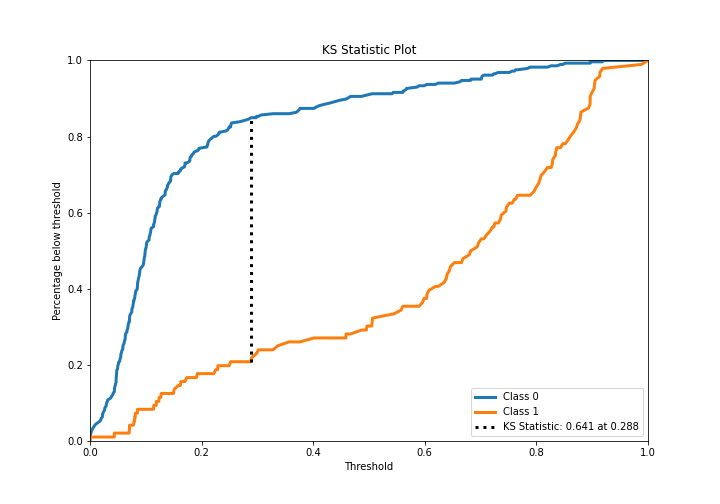 KS Statistic Plot
1.0
0.8
0.6
0.4
0.2
0.0
Percentage below threshold
0.0 0.2 0.4 0.6 0.8 1.0
Threshold
Class 0
Class 1
KS Statistic: 0.641 at 0.288